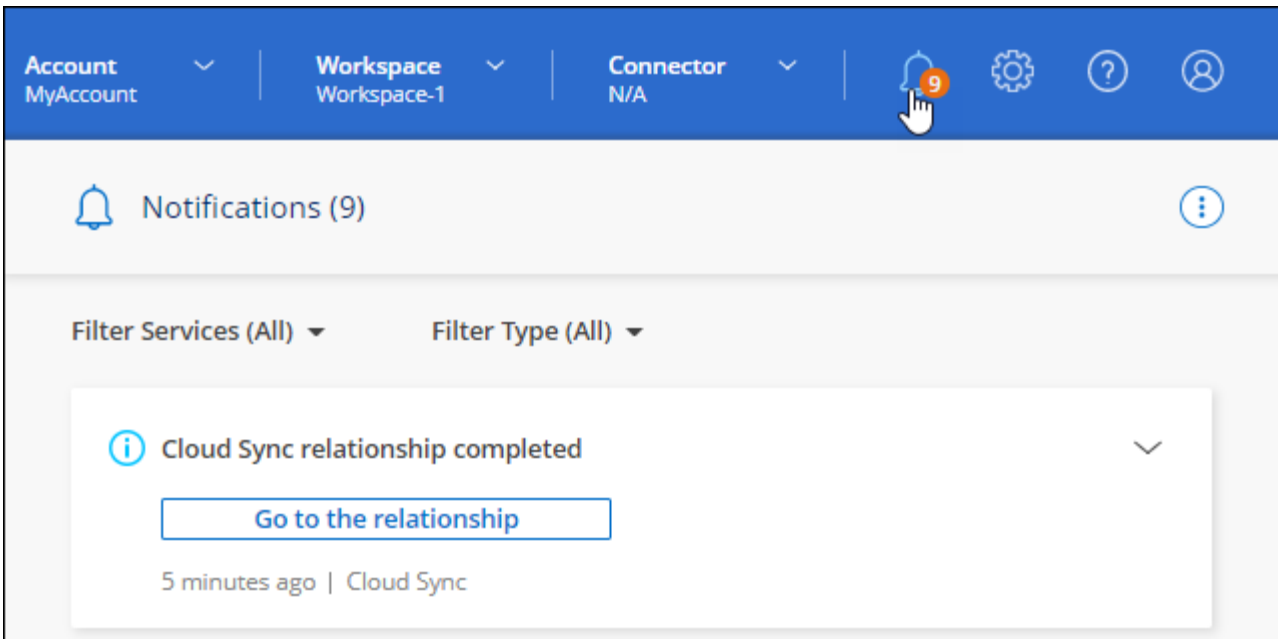 Account
MyAccount
Workspace
Workspace-1
Connector
N/A
9
Notifications (9)
Filter Services (All)
Filter Type (All)
Cloud Sync relationship completed
Go to the relationship
5 minutes ago | Cloud Sync